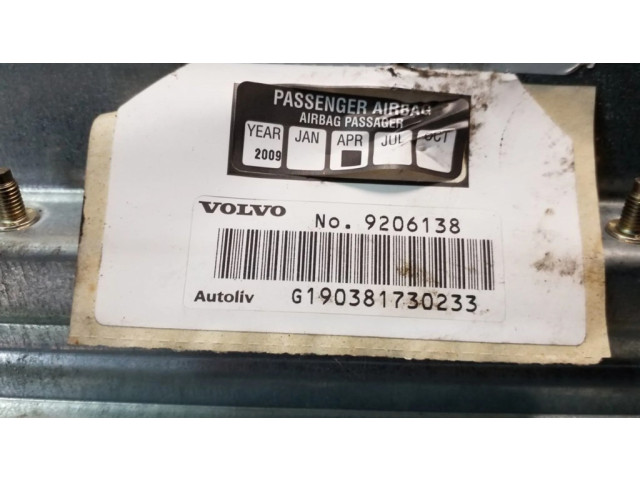 PASSENGER AIRBAG
AIRBAG PASSAGER
YEAR JAN APR JUL OCT
2009
VOLVO No. 9206138
Autoliv G190381730233